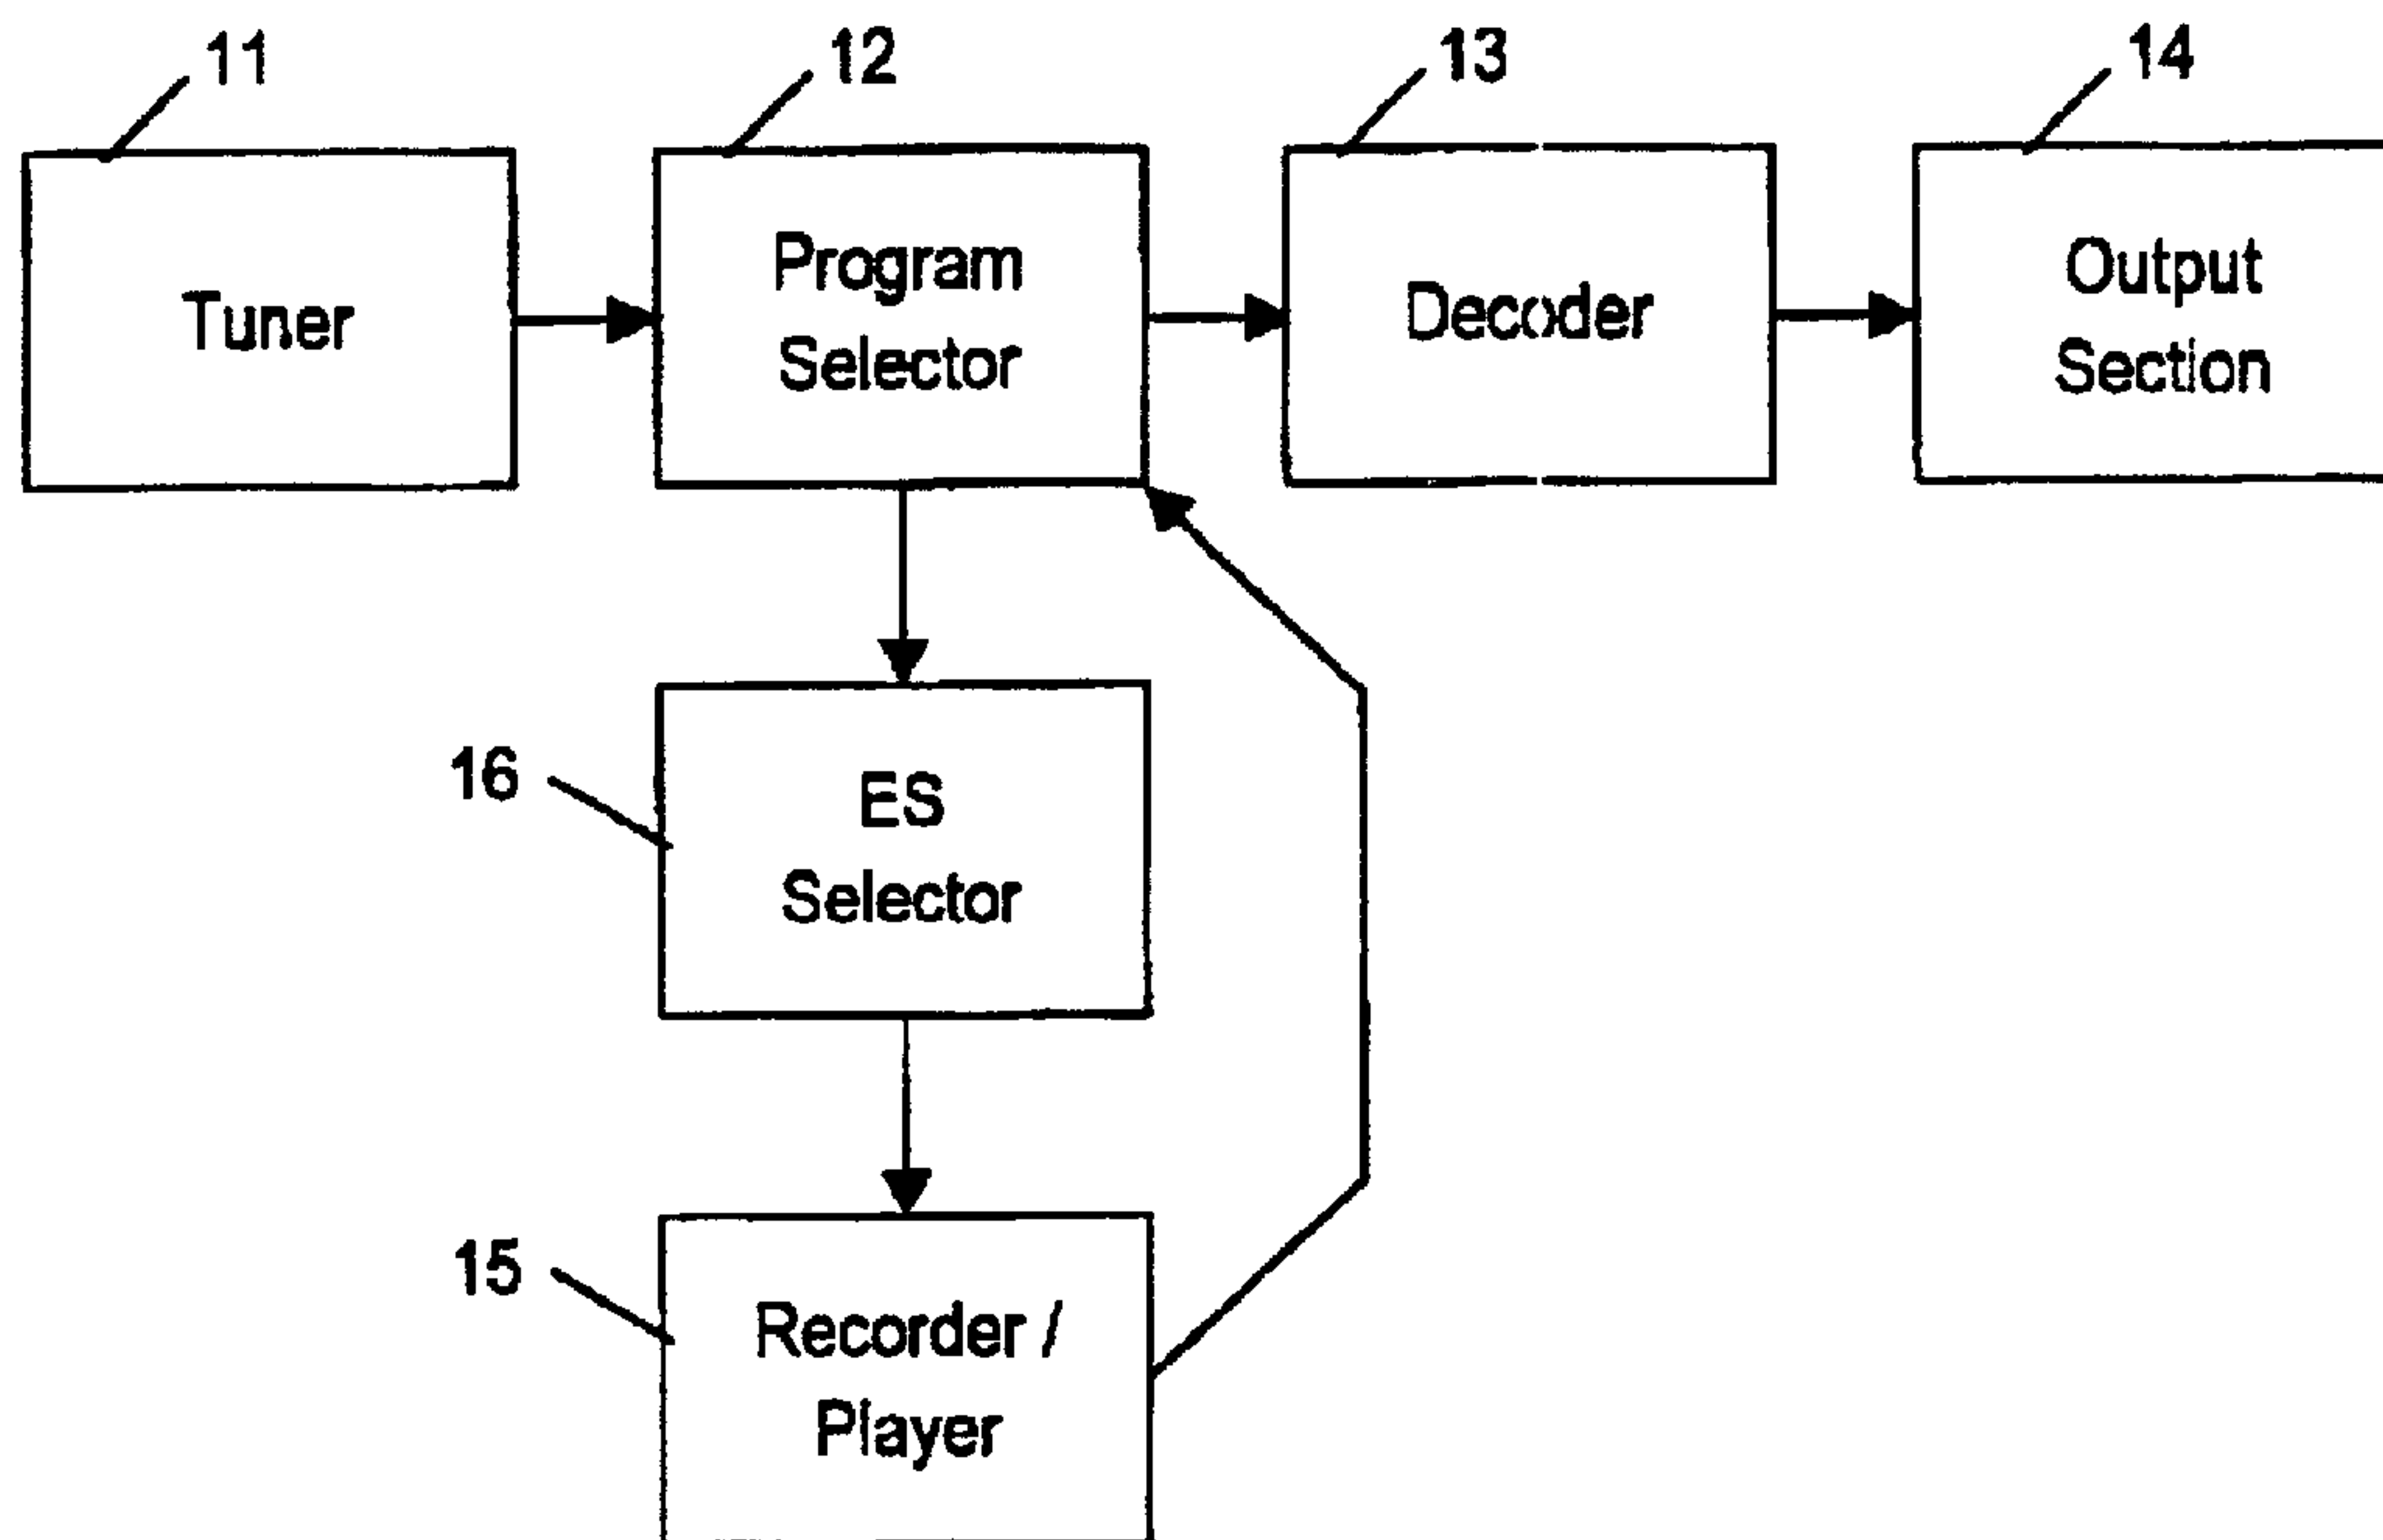 11
12
13
14
Tuner
Program
Selector
Decoder
Output
Section
16
ES
Selector
15
Recorder /
Player